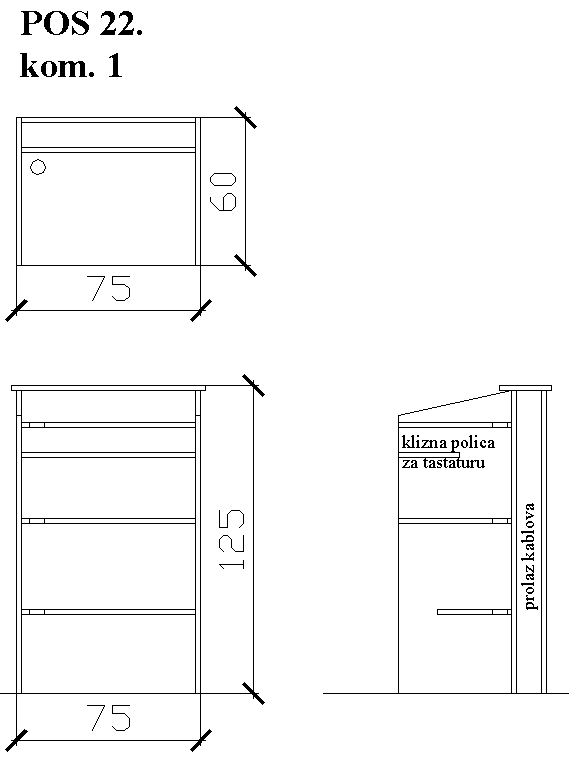 POS 22.
kom. 1
60
75
125
klizna polica
za tastaturu
prolaz kablova
75